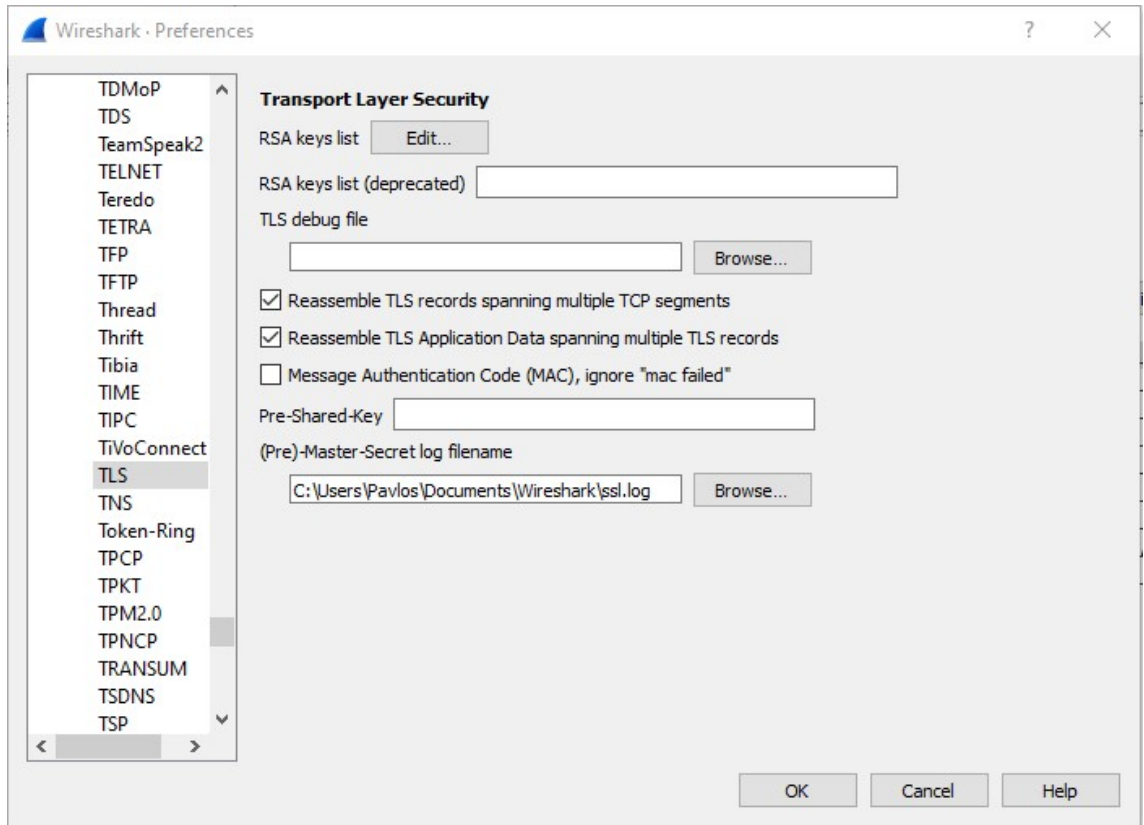 Wireshark · Preferences
?
TDMoP
TDS
TeamSpeak2
TELNET
Teredo
TETRA
TFP
TFTP
Thread
Thrift
Tibia
TIME
TIPC
TiVoConnect
TLS
TNS
Token-Ring
TPCP
TPKT
TPM2.0
TPNCP
TRANSUM
TSDNS
TSP
Transport Layer Security
RSA keys list Edit...
RSA keys list (deprecated)
TLS debug file
Browse...
Reassemble TLS records spanning multiple TCP segments
Reassemble TLS Application Data spanning multiple TLS records
Message Authentication Code (MAC), ignore "mac failed"
Pre-Shared-Key
(Pre)-Master-Secret log filename
C:\Users\Pavlos\Documents\Wireshark\ssl.log Browse...
OK Cancel Help